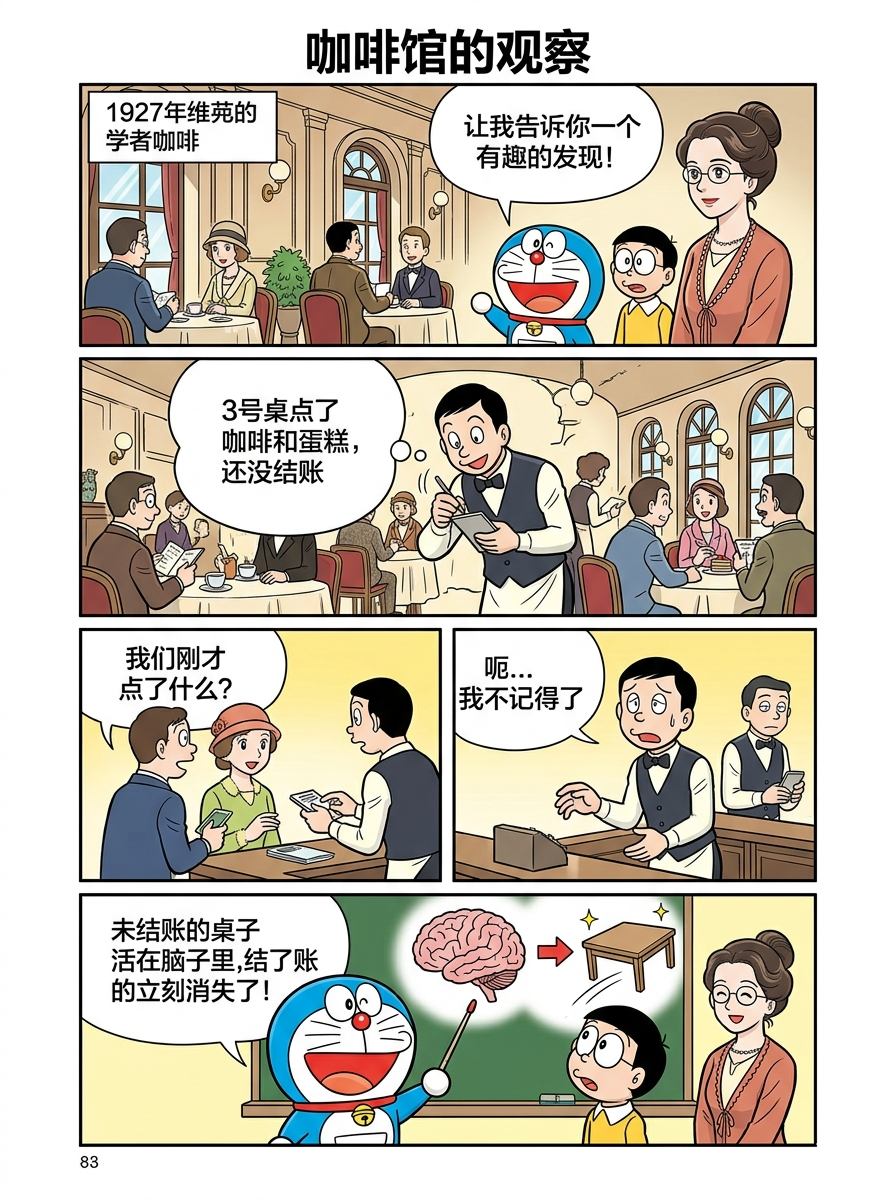 咖啡馆的观察
1927年维苑的
学者咖啡
让我告诉你一个
有趣的发现！
3号桌点了
咖啡和蛋糕，
还没结账
我们刚才
点了什么？
呃...
我不记得了
未结账的桌子
活在脑子里,结了账
的立刻消失了！
83